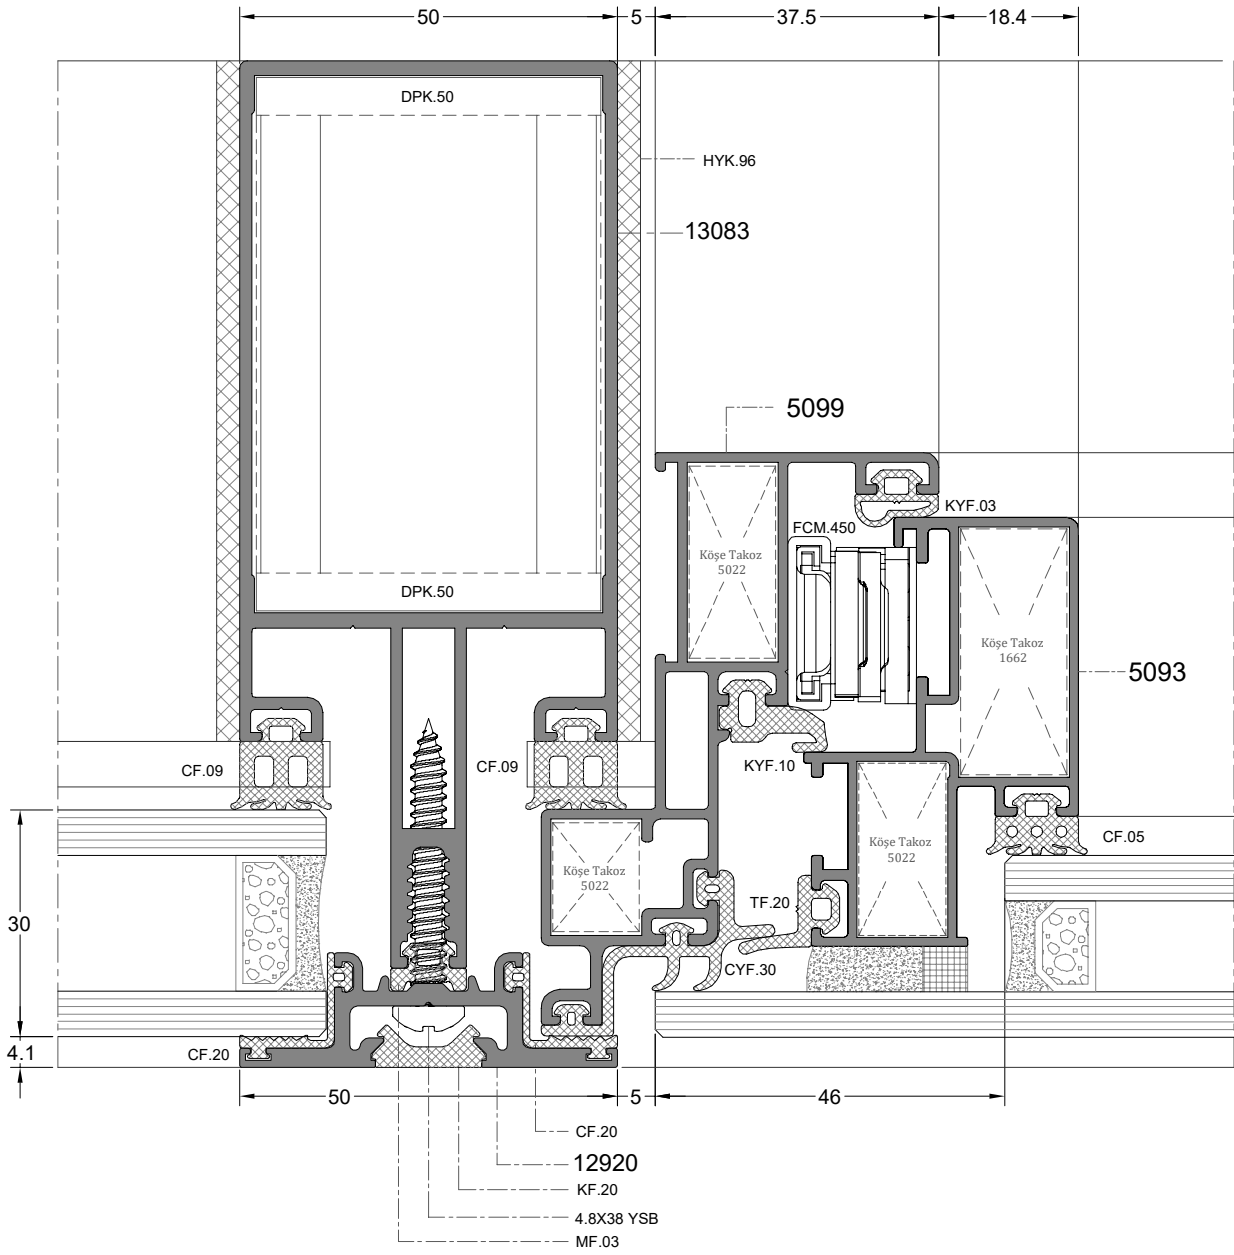 50
5
37.5
18.4
DPK.50
HYK.96
13083
5099
KYF.03
FCM.450
Köşe Takoz
5022
DPK.50
Köşe Takoz
1662
5093
CF.09
CF.09
KYF.10
CF.05
Köşe Takoz
5022
Köşe Takoz
5022
TF.20
30
CYF.30
4.1
CF.20
50
5
46
CF.20
12920
KF.20
4.8X38 YSB
MF.03